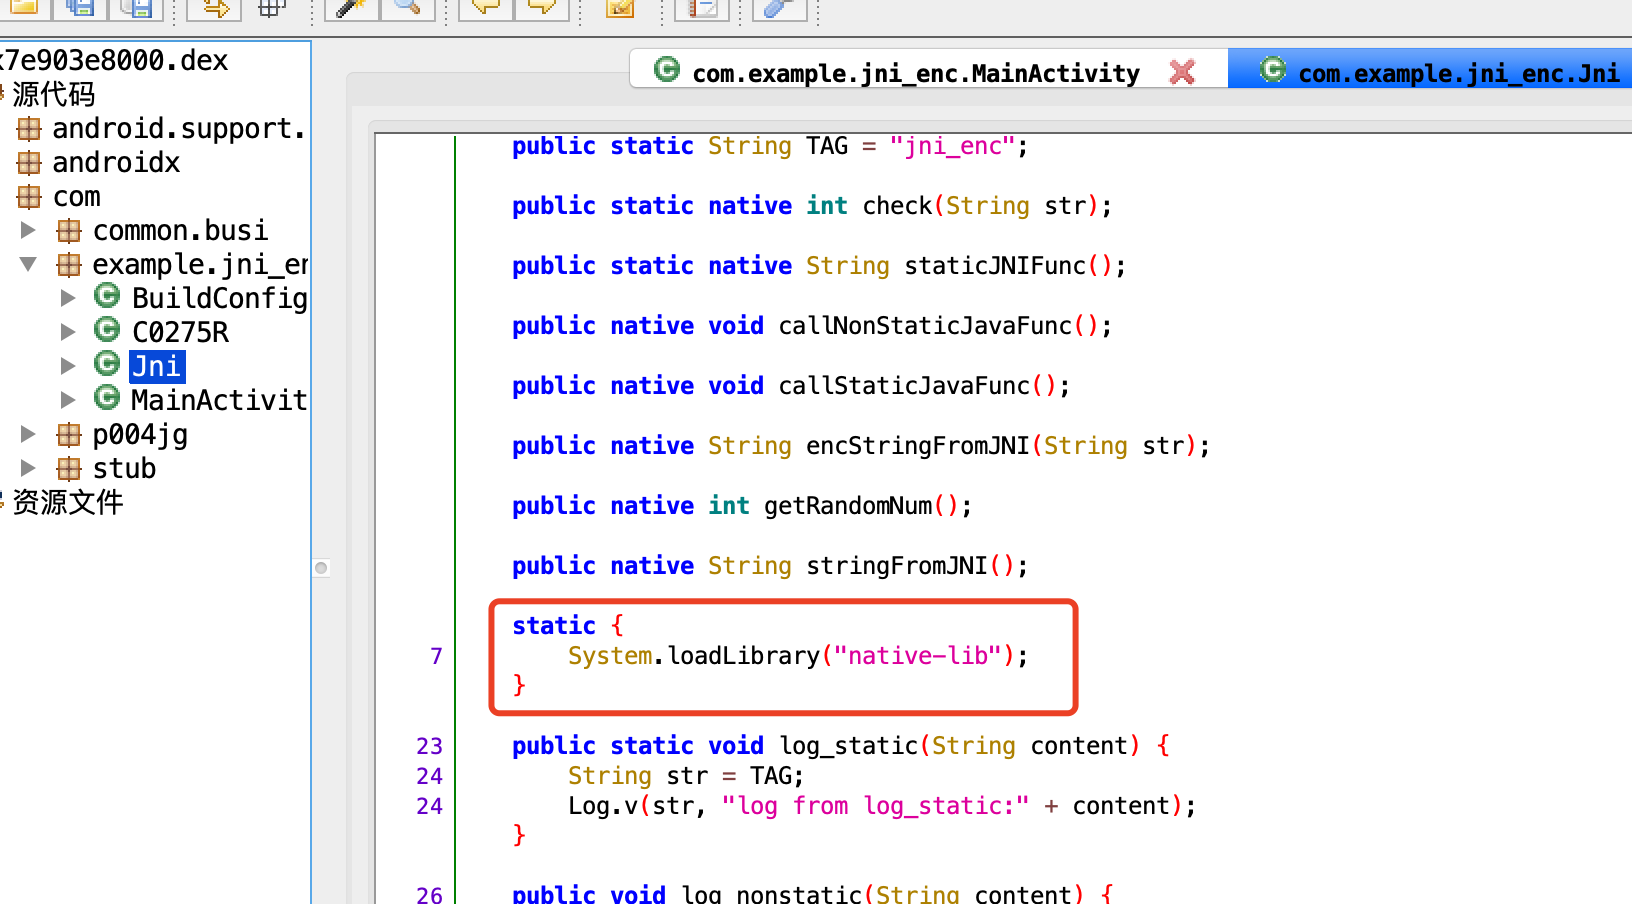 7e903e8000.dex
源代码
android.support.
androidx
com
common.busi
example.jni_er
BuildConfig
C0275R
Jni
MainActivit
p004jg
stub
资源文件
com.example.jni_enc.MainActivity
com.example.jni_enc.Jni
public static String TAG = "jni_enc";
public static native int check(String str);
public static native String staticJNIFunc();
public native void callNonStaticJavaFunc();
public native void callStaticJavaFunc();
public native String encStringFromJNI(String str);
public native int getRandomNum();
public native String stringFromJNI();
static {
7 System.loadLibrary("native-lib");
}
23 public static void log_static(String content) {
24 String str = TAG;
24 Log.v(str, "log from log_static:" + content);
}
26 public void log_nonstatic(String content) {